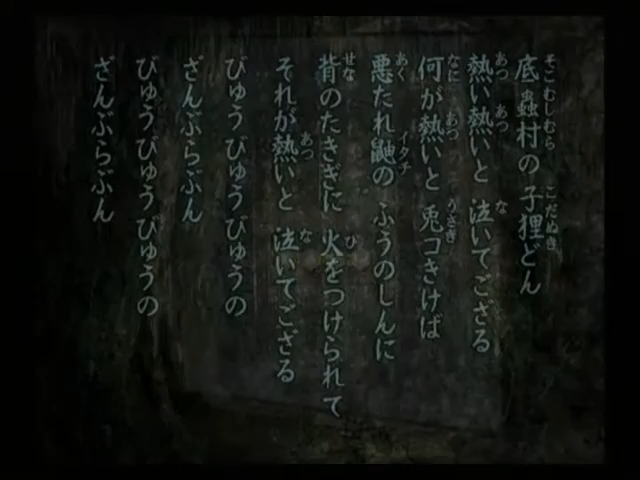 底蟲村の 子狸どん
熱い熱いと 泣いてござる
何が熱いと 兎コきけば
悪たれ鼬の ふうのしんに
背のたきぎに 火をつけられて
それが熱いと 泣いてござる
びゅうびゅうびゅうの
ざんぶらぶん
びゅうびゅうびゅうの
ざんぶらぶん